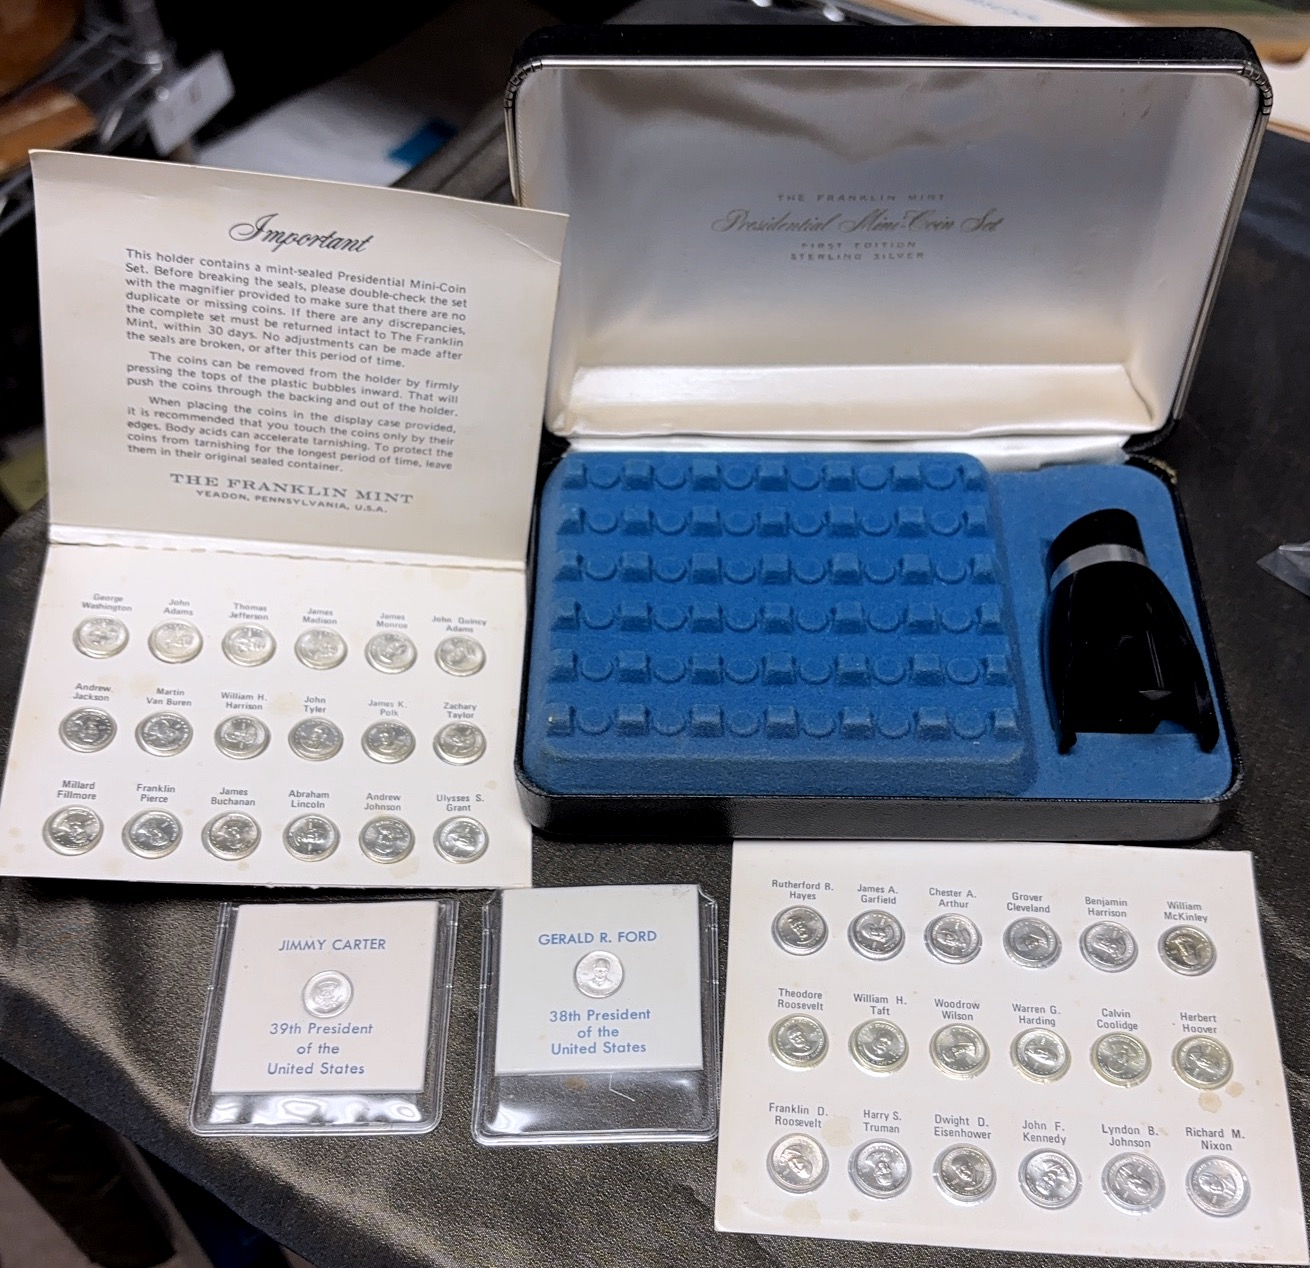 Important
This holder contains a mint-sealed Presidential Mini-Coin
Set. Before breaking the seals, please double-check the set
with the magnifier provided to make sure that there are no
duplicate or missing coins. If there are any discrepancies,
the complete set must be returned intact to The Franklin
Mint, within 30 days. No adjustments can be made after
the seals are broken, or after this period of time.
The coins can be removed from the holder by firmly
pressing the tops of the plastic bubbles inward. That will
push the coins through the backing and out of the holder.
When placing the coins in the display case provided,
it is recommended that you touch the coins only by their
edges. Body acids can accelerate tarnishing. To protect the
coins from tarnishing for the longest period of time, leave
them in their original sealed container.
THE FRANKLIN MINT
YEADON, PENNSYLVANIA, U.S.A.
THE FRANKLIN MINT
Presidential Mini-Coin Set
FIRST EDITION
STERLING SILVER
George
Washington
John
Adams
Thomas
Jefferson
James
Madison
James
Monroe
John Quincy
Adams
Andrew
Jackson
Martin
Van Buren
William H.
Harrison
John
Tyler
James K.
Polk
Zachary
Taylor
Millard
Fillmore
Franklin
Pierce
James
Buchanan
Abraham
Lincoln
Andrew
Johnson
Ulysses S.
Grant
JIMMY CARTER
39th President
of the
United States
GERALD R. FORD
38th President
of the
United States
Rutherford B.
Hayes
James A.
Garfield
Chester A.
Arthur
Grover
Cleveland
Benjamin
Harrison
William
McKinley
Theodore
Roosevelt
William H.
Taft
Woodrow
Wilson
Warren G.
Harding
Calvin
Coolidge
Herbert
Hoover
Franklin D.
Roosevelt
Harry S.
Truman
Dwight D.
Eisenhower
John F.
Kennedy
Lyndon B.
Johnson
Richard M.
Nixon